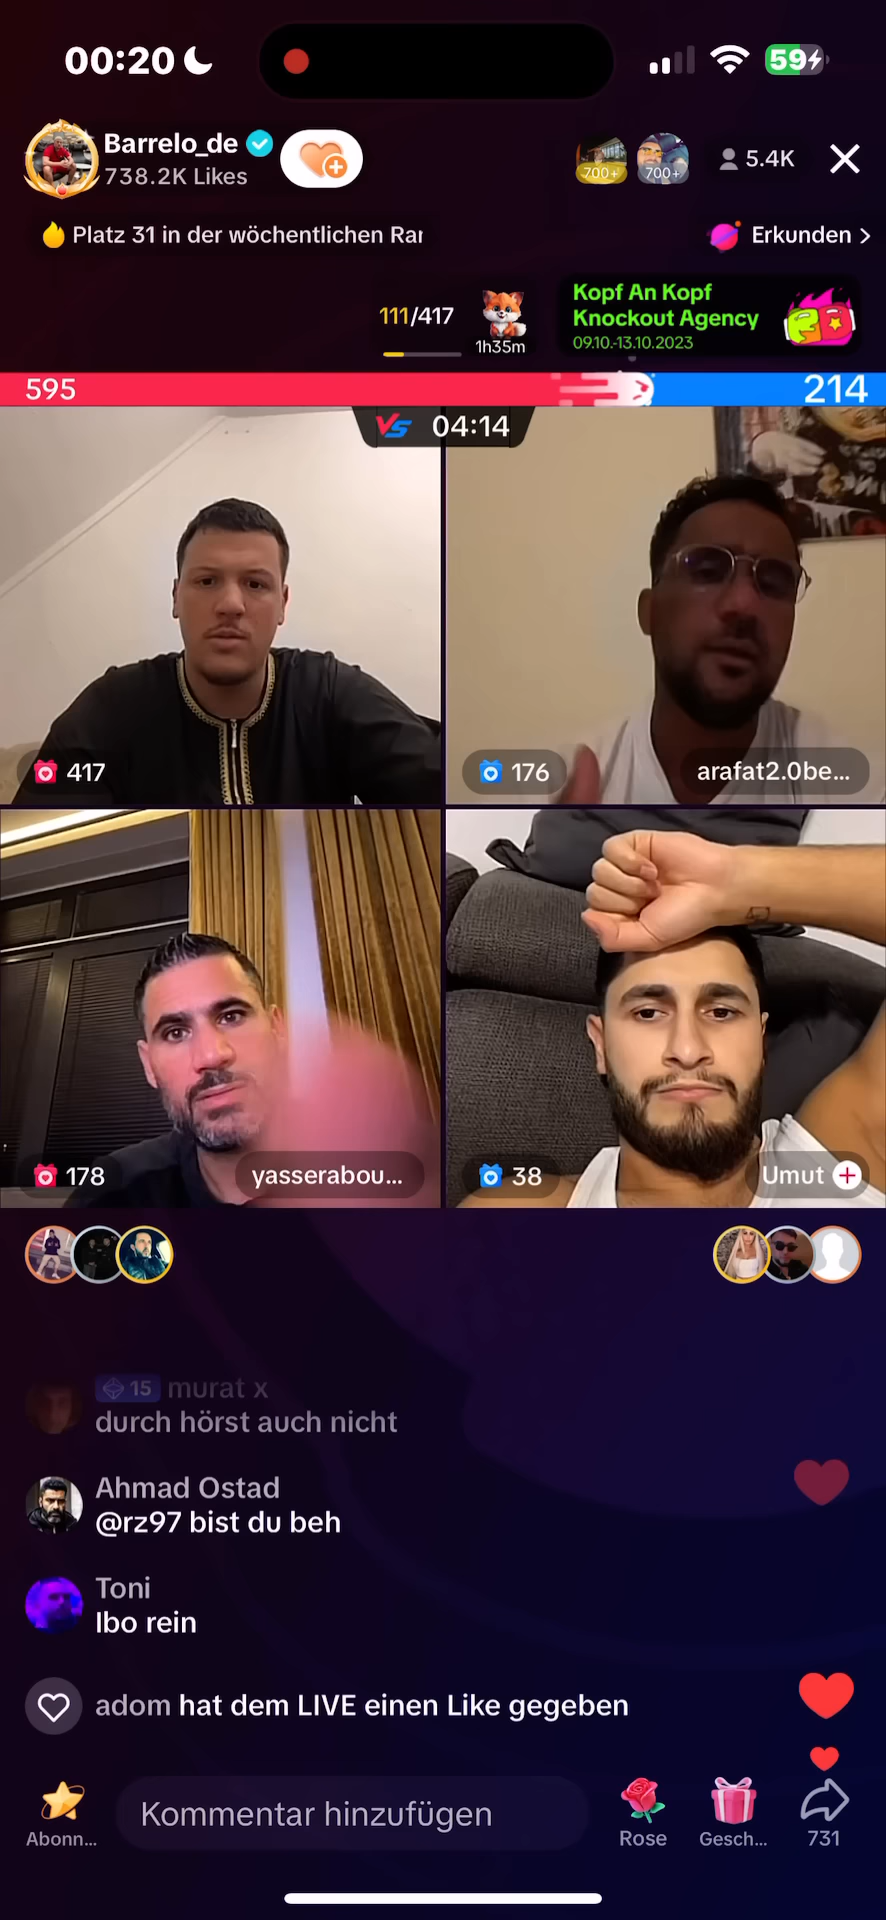 00:20
59
Barrelo_de
738.2K Likes
700+
700+
5.4K
Platz 31 in der wöchentlichen Rar
Erkunden >
111/417
1h35m
Kopf An Kopf
Knockout Agency
09.10.-13.10.2023
595
214
VS 04:14
417
176
arafat2.0be...
178
yasserabou...
38
Umut
15 murat x
durch hörst auch nicht
Ahmad Ostad
@rz97 bist du beh
Toni
Ibo rein
adom hat dem LIVE einen Like gegeben
Abonn...
Kommentar hinzufügen
Rose
Gesch...
731